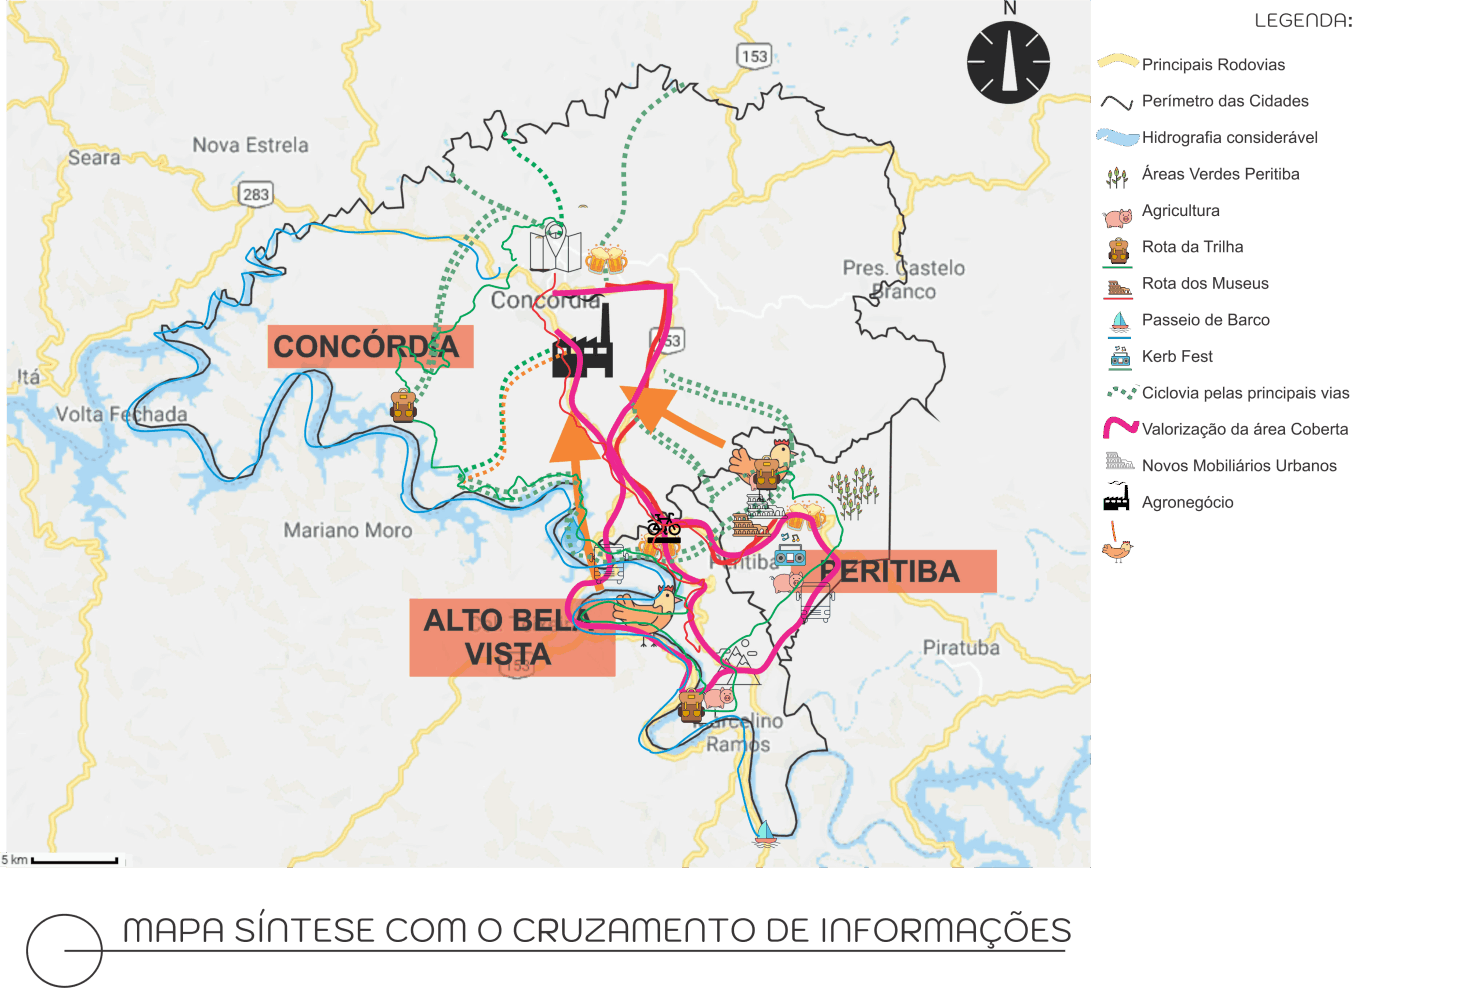 N
LEGENDA:
153
Principais Rodovias
Perímetro das Cidades
Nova Estrela
Hidrografia considerável
Seara
Áreas Verdes Peritiba
283
Agricultura
Rota da Trilha
Pres. Castelo
Branco
Rota dos Museus
Concórdia
Passeio de Barco
CONCÓRDIA
53
Kerb Fest
Itá
Ciclovia pelas principais vias
Volta Fechada
Valorização da área Coberta
Novos Mobiliários Urbanos
Agronegócio
Mariano Moro
Peritiba
PERITIBA
ALTO BELA
VISTA
153
Piratuba
Marcelino
Ramos
5 km
MAPA SÍNTESE COM O CRUZAMENTO DE INFORMAÇÕES